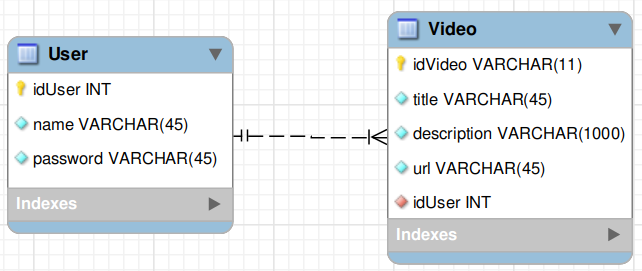 User
idUser INT
name VARCHAR(45)
password VARCHAR(45)
Indexes
Video
idVideo VARCHAR(11)
title VARCHAR(45)
description VARCHAR(1000)
url VARCHAR(45)
idUser INT
Indexes